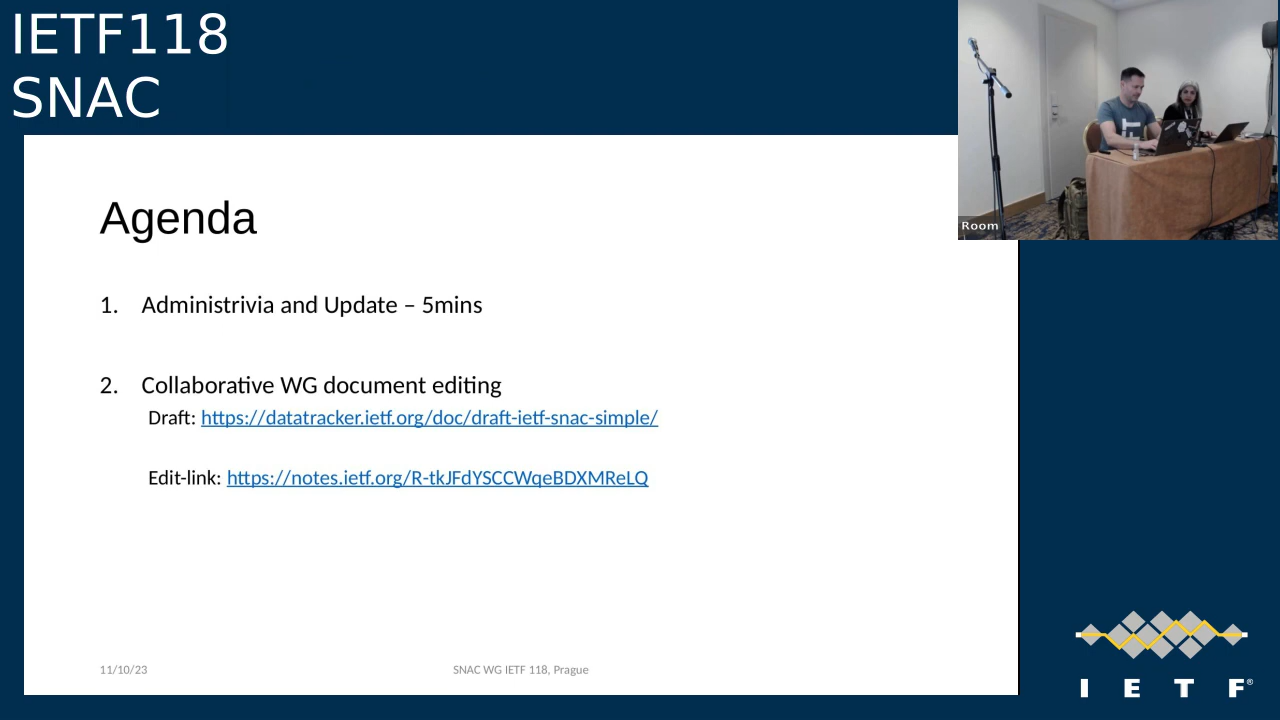 IETF118
SNAC
Room
Agenda
1. Administrivia and Update – 5mins
2. Collaborative WG document editing
Draft: https://datatracker.ietf.org/doc/draft-ietf-snac-simple/
Edit-link: https://notes.ietf.org/R-tkJFdYSCCWqeBDXMReLQ
11/10/23
SNAC WG IETF 118, Prague
I E T F®